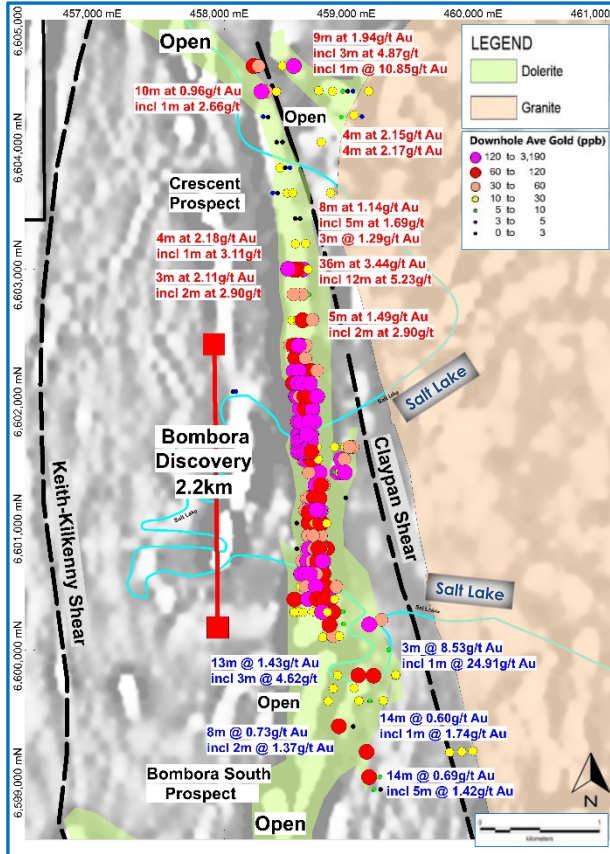 457,000 mE
458,000 mE
459,000 mE
460,000 mE
461,000 mE
6,605,000 mN
6,604,000 mN
6,603,000 mN
6,602,000 mN
6,601,000 mN
6,600,000 mN
6,599,000 mN
Open
9m at 1.94g/t Au
incl 3m at 4.87g/t
incl 1m @ 10.85g/t Au
LEGEND
Dolerite
Granite
Downhole Ave Gold (ppb)
120 to 3,190
60 to 120
30 to 60
10 to 30
5 to 10
3 to 5
0 to 3
10m at 0.96g/t Au
incl 1m at 2.66g/t
Open
4m at 2.15g/t Au
4m at 2.17g/t Au
Crescent
Prospect
8m at 1.14g/t Au
incl 5m at 1.69g/t
3m @ 1.29g/t Au
4m at 2.18g/t Au
incl 1m at 3.11g/t
36m at 3.44g/t Au
incl 12m at 5.23g/t
3m at 2.11g/t Au
incl 2m at 2.90g/t
5m at 1.49g/t Au
incl 2m at 2.90g/t
Salt Lake
Salt Lake
Bombora
Discovery
2.2km
Keith-Kilkenny Shear
Claypan Shear
Salt Lake
Salt Lake
Salt Lake
3m @ 8.53g/t Au
incl 1m @ 24.91g/t Au
13m @ 1.43g/t Au
incl 3m @ 4.62g/t
Open
14m @ 0.60g/t Au
incl 1m @ 1.74g/t Au
8m @ 0.73g/t Au
incl 2m @ 1.37g/t Au
Bombora South
Prospect
14m @ 0.69g/t Au
incl 5m @ 1.42g/t Au
Open
N
0
1
kilometers